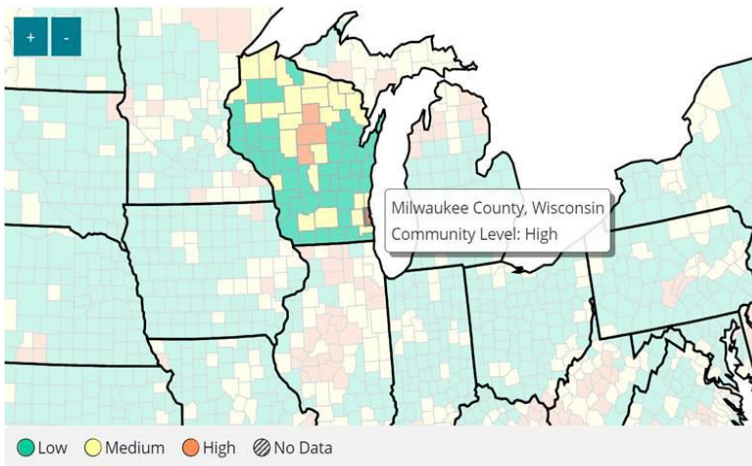 + -
Milwaukee County, Wisconsin
Community Level: High
Low Medium High No Data